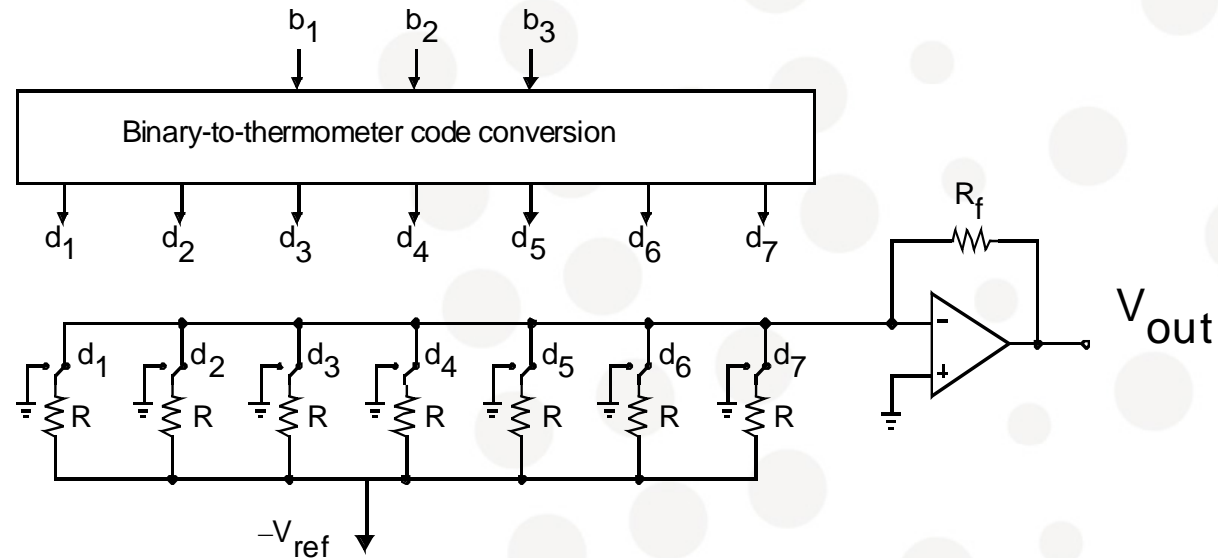 b1 b2 b3
Binary-to-thermometer code conversion
d1 d2 d3 d4 d5 d6 d7
Rf
Vout
- 
+
d1 d2 d3 d4 d5 d6 d7
R R R R R R R
–Vref